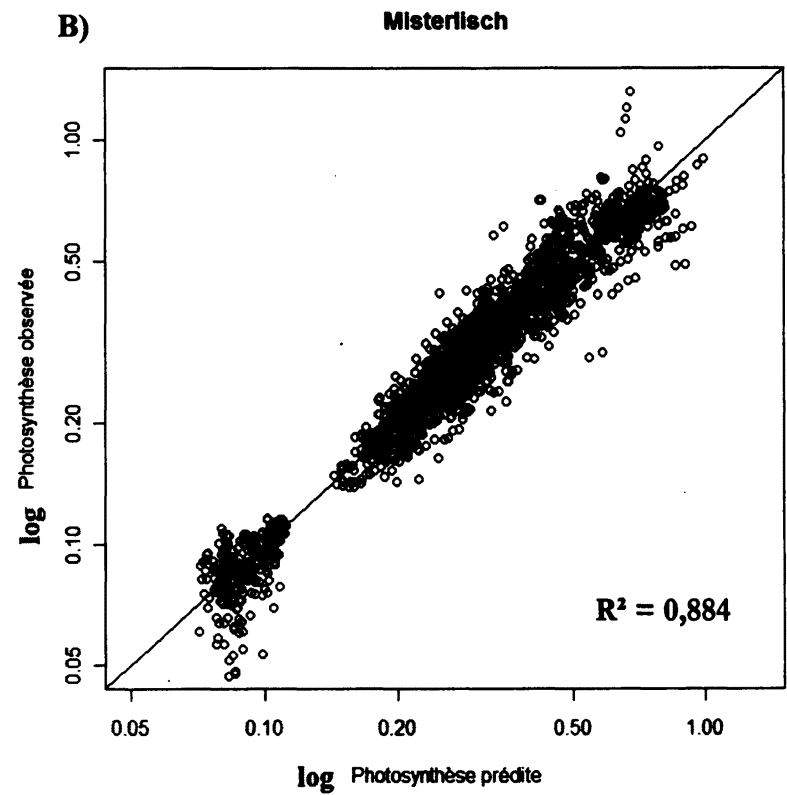 B)
Misterlisch
log Photosynthèse observée
1.00
0.50
0.20
0.10
0.05
R² = 0,884
0.05 0.10 0.20 0.50 1.00
log Photosynthèse prédite